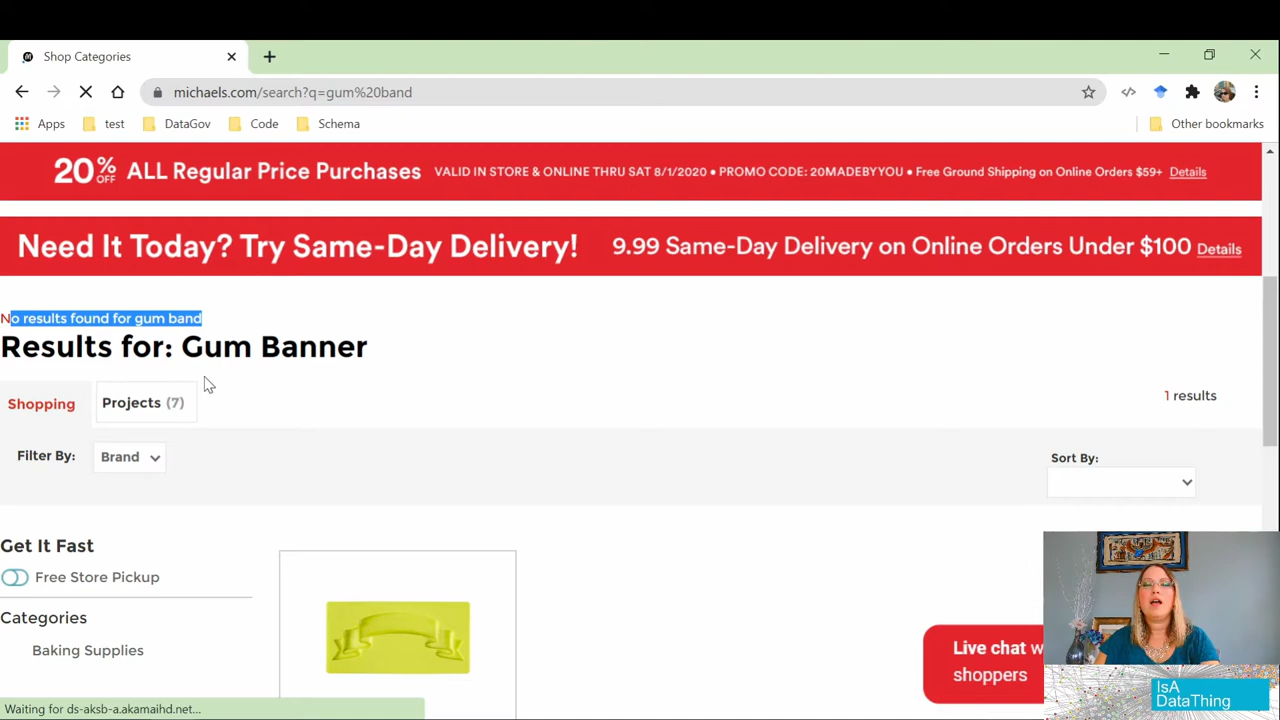 Shop Categories
michaels.com/search?q=gum%20band
Apps test DataGov Code Schema Other bookmarks
20% OFF ALL Regular Price Purchases VALID IN STORE & ONLINE THRU SAT 8/1/2020 • PROMO CODE: 20MADEBYYOU • Free Ground Shipping on Online Orders $59+ Details
Need It Today? Try Same-Day Delivery! 9.99 Same-Day Delivery on Online Orders Under $100 Details
No results found for gum band
Results for: Gum Banner
Shopping Projects (7) 1 results
Filter By: Brand Sort By:
Get It Fast
Free Store Pickup
Categories
Baking Supplies
Live chat w
shoppers
Waiting for ds-aksb-a.akamaihd.net...
IsA
DataThing